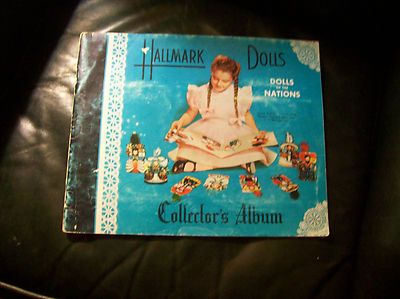 HALLMARK DOLLS
DOLLS
OF THE
NATIONS
Collector's Album